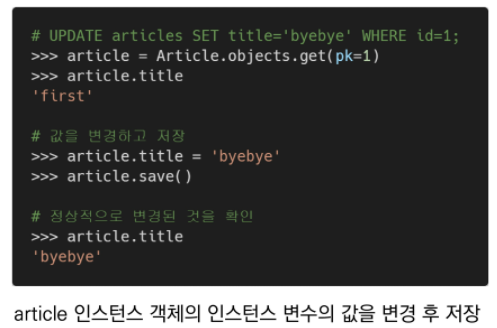 # UPDATE articles SET title='byebye' WHERE id=1;
>>> article = Article.objects.get(pk=1)
>>> article.title
'first'
# 값을 변경하고 저장
>>> article.title = 'byebye'
>>> article.save()
# 정상적으로 변경된 것을 확인
>>> article.title
'byebye'
article 인스턴스 객체의 인스턴스 변수의 값을 변경 후 저장